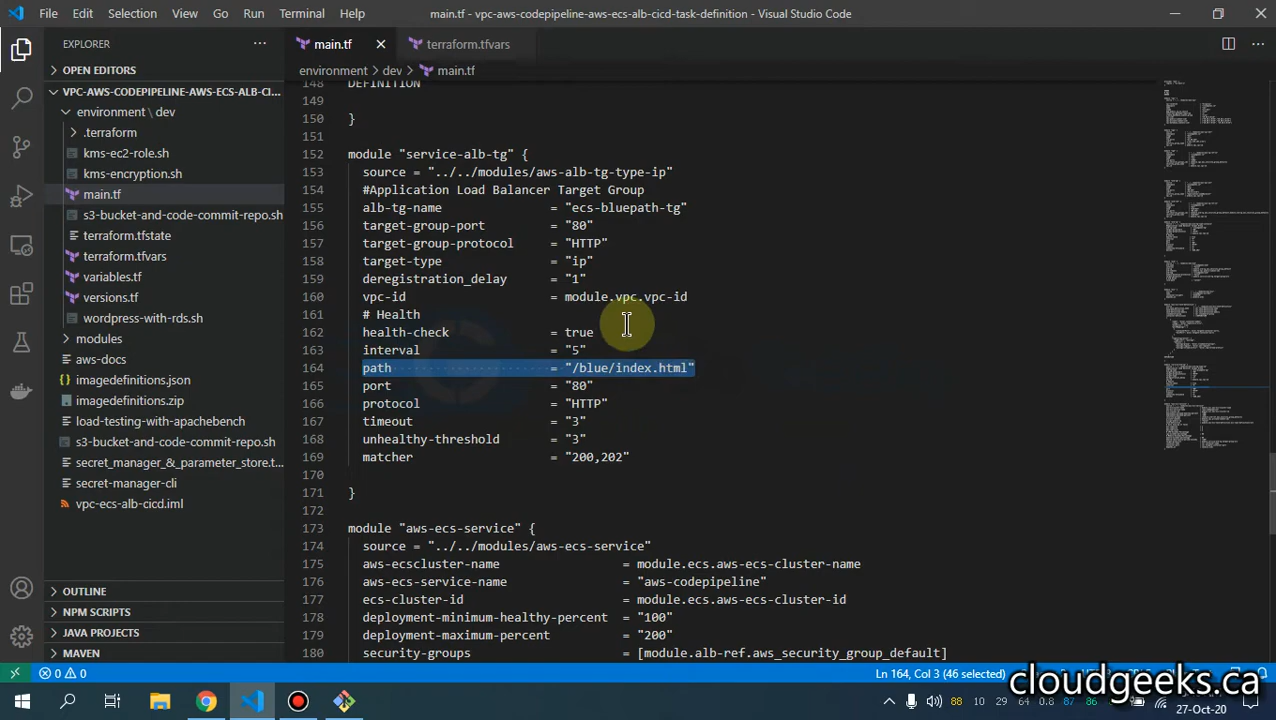 File Edit Selection View Go Run Terminal Help main.tf - vpc-aws-codepipeline-aws-ecs-alb-cicd-task-definition - Visual Studio Code
EXPLORER
main.tf
terraform.tfvars
OPEN EDITORS
environment > dev > main.tf
VPC-AWS-CODEPIPELINE-AWS-ECS-ALB-CI...
environment \ dev
.terraform
kms-ec2-role.sh
kms-encryption.sh
main.tf
s3-bucket-and-code-commit-repo.sh
terraform.tfstate
terraform.tfvars
variables.tf
versions.tf
wordpress-with-rds.sh
modules
aws-docs
imagedefinitions.json
imagedefinitions.zip
load-testing-with-apachebench
s3-bucket-and-code-commit-repo.sh
secret_manager_&_parameter_store.t...
secret-manager-cli
vpc-ecs-alb-cicd.iml
OUTLINE
NPM SCRIPTS
JAVA PROJECTS
MAVEN
148 DEFINITION
149
150 }
151
152 module "service-alb-tg" {
153 source = "../../modules/aws-alb-tg-type-ip"
154 #Application Load Balancer Target Group
155 alb-tg-name = "ecs-bluepath-tg"
156 target-group-port = "80"
157 target-group-protocol = "HTTP"
158 target-type = "ip"
159 deregistration_delay = "1"
160 vpc-id = module.vpc.vpc-id
161 # Health
162 health-check = true
163 interval = "5"
164 path = "/blue/index.html"
165 port = "80"
166 protocol = "HTTP"
167 timeout = "3"
168 unhealthy-threshold = "3"
169 matcher = "200,202"
170
171 }
172
173 module "aws-ecs-service" {
174 source = "../../modules/aws-ecs-service"
175 aws-ecscluster-name = module.ecs.aws-ecs-cluster-name
176 aws-ecs-service-name = "aws-codepipeline"
177 ecs-cluster-id = module.ecs.aws-ecs-cluster-id
178 deployment-minimum-healthy-percent = "100"
179 deployment-maximum-percent = "200"
180 security-groups = [module.alb-ref.aws_security_group_default]
0 0 Ln 164, Col 3 (46 selected)
cloudgeeks.ca
88 10 29 64 0.8 87 86
27-Oct-20